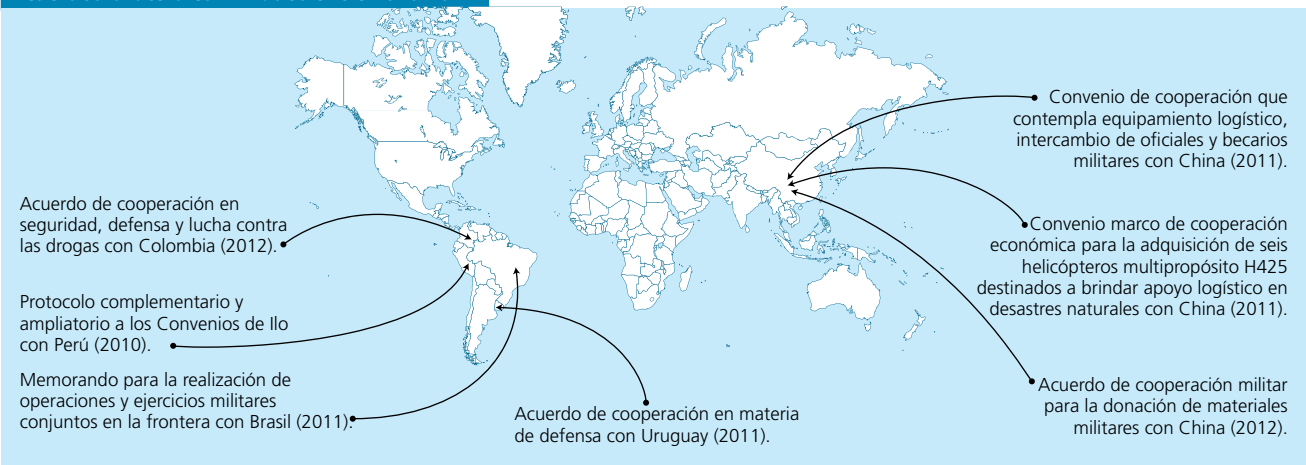 Acuerdo de cooperación en
seguridad, defensa y lucha contra
las drogas con Colombia (2012).
Protocolo complementario y
ampliatorio a los Convenios de Ilo
con Perú (2010).
Memorando para la realización de
operaciones y ejercicios militares
conjuntos en la frontera con Brasil (2011).
Acuerdo de cooperación en materia
de defensa con Uruguay (2011).
Convenio de cooperación que
contempla equipamiento logístico,
intercambio de oficiales y becarios
militares con China (2011).
Convenio marco de cooperación
económica para la adquisición de seis
helicópteros multipropósito H425
destinados a brindar apoyo logístico en
desastres naturales con China (2011).
Acuerdo de cooperación militar
para la donación de materiales
militares con China (2012).